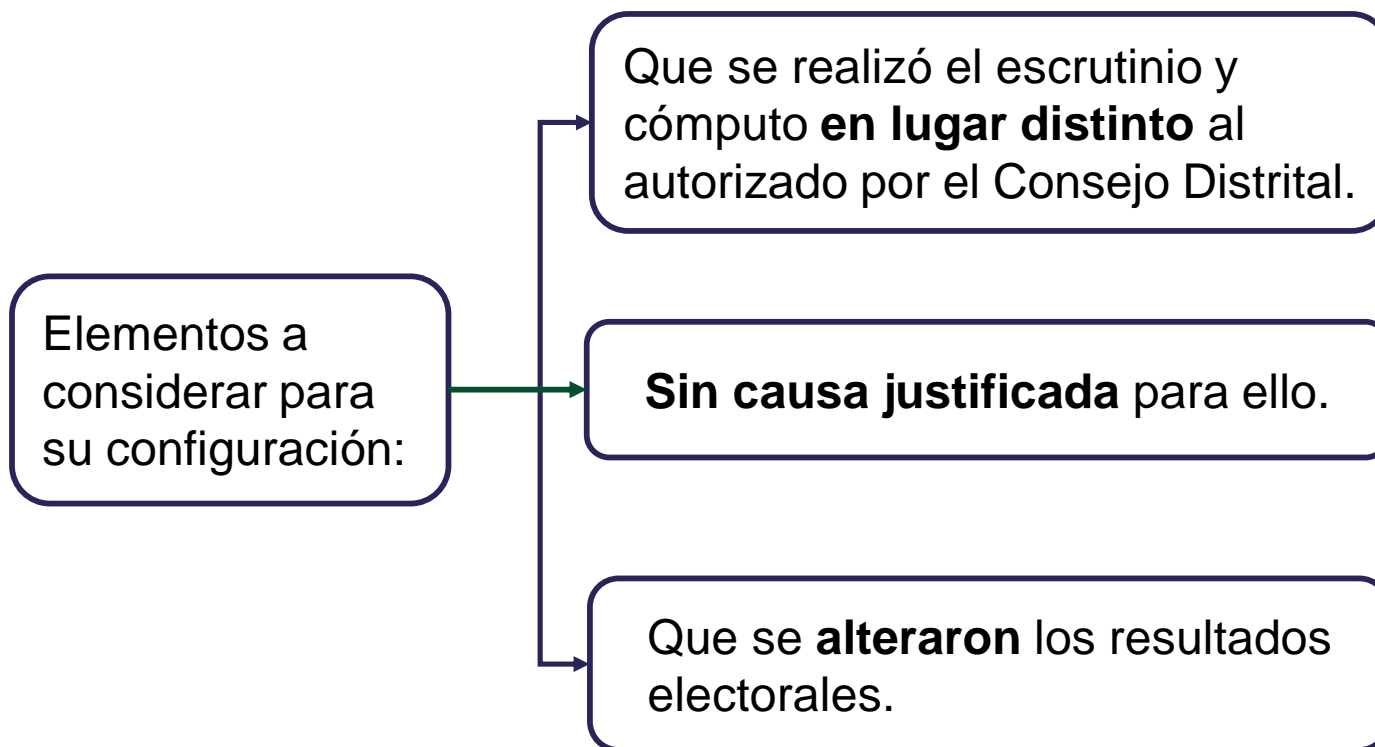 Que se realizó el escrutinio y
cómputo en lugar distinto al
autorizado por el Consejo Distrital.
Elementos a
considerar para
su configuración:
Sin causa justificada para ello.
Que se alteraron los resultados
electorales.